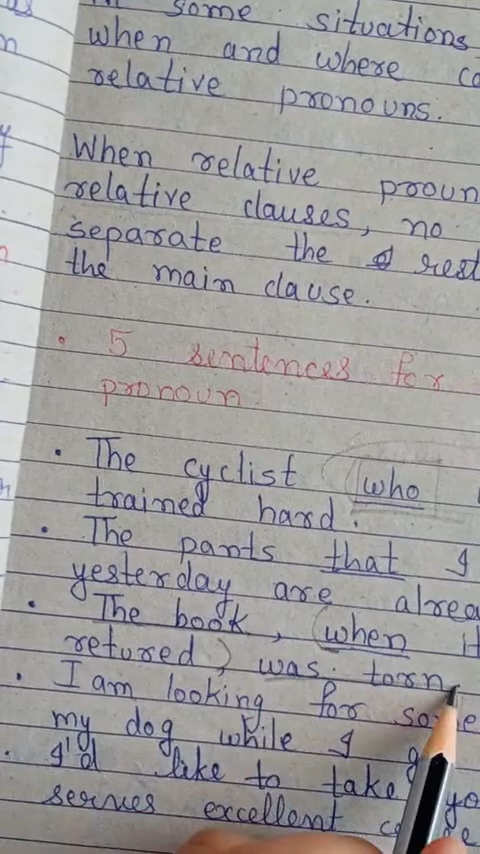 some situations
when and where
relative pronouns.
When relative
relative clauses, no
separate the
the main clause.
• 5 sentences for
pronoun
• The cyclist (who
trained hard.
• The pants that I
yesterday are
• The book, (when
retured) was torn.
• I am looking for
my dog while I
• I'd like to take
serves excellent